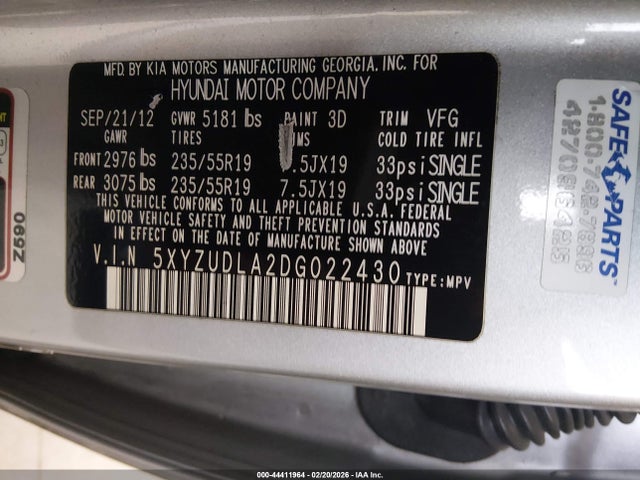 MFD. BY KIA MOTORS MANUFACTURING GEORGIA. INC. FOR
HYUNDAI MOTOR COMPANY
SEP/21/12 GVWR 5181 lbs PAINT 3D TRIM VFG
GAWR TIRES RIMS COLD TIRE INFL
FRONT 2976 lbs 235/55R19 7.5JX19 33psi SINGLE
REAR 3075 lbs 235/55R19 7.5JX19 33psi SINGLE
THIS VEHICLE CONFORMS TO ALL APPLICABLE U.S.A. FEDERAL
MOTOR VEHICLE SAFETY AND THEFT PREVENTION STANDARDS
IN EFFECT ON THE DATE OF MANUFACTURE SHOWN ABOVE.
V.I.N 5XYZUDLA2DG022430 TYPE: MPV
Z590
SAFE PARTS
000-44411964 - 02/20/2026 - IAA Inc.